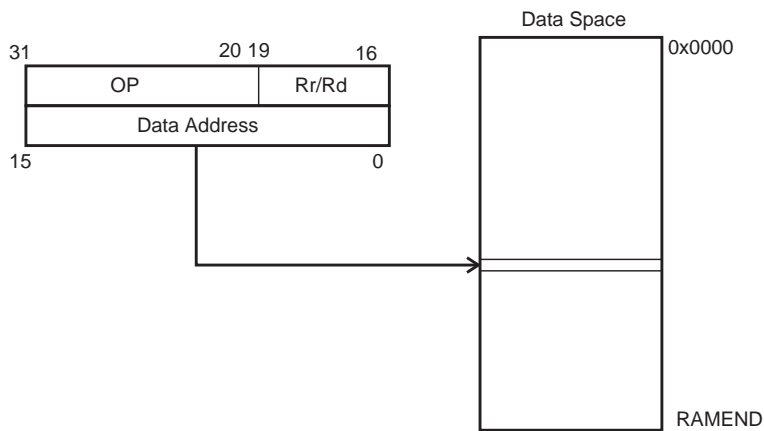 Data Space
0x0000
31 20 19 16
OP Rr/Rd
Data Address
15 0
RAMEND